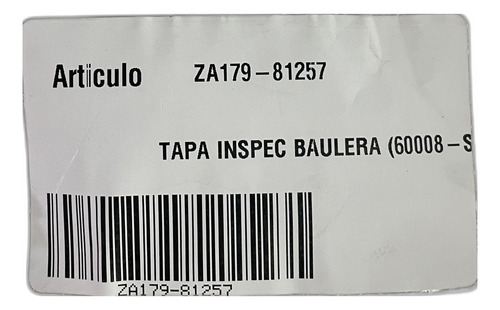 Articulo ZA179-81257
TAPA INSPEC BAULERA (60008-S
ZA179-81257